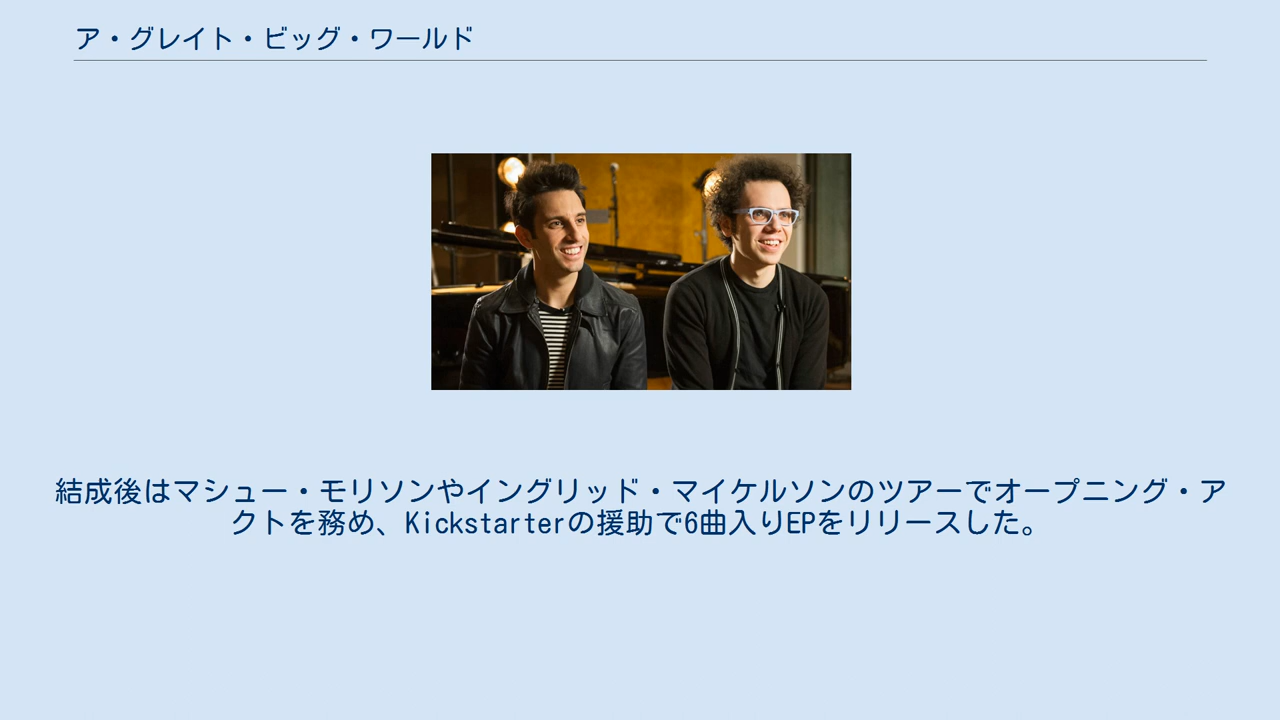 ア・グレイト・ビッグ・ワールド
結成後はマシュー・モリソンやイングリッド・マイケルソンのツアーでオープニング・ア
クトを務め、Kickstarterの援助で6曲入りEPをリリースした。